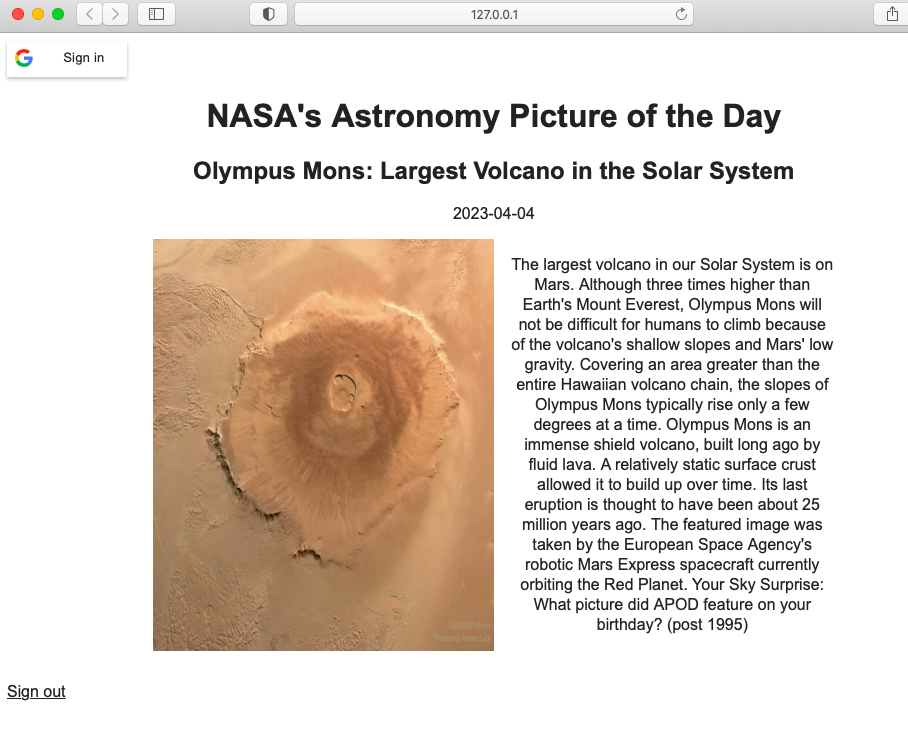 127.0.0.1
Sign in
NASA's Astronomy Picture of the Day
Olympus Mons: Largest Volcano in the Solar System
2023-04-04
The largest volcano in our Solar System is on
Mars. Although three times higher than
Earth's Mount Everest, Olympus Mons will
not be difficult for humans to climb because
of the volcano's shallow slopes and Mars' low
gravity. Covering an area greater than the
entire Hawaiian volcano chain, the slopes of
Olympus Mons typically rise only a few
degrees at a time. Olympus Mons is an
immense shield volcano, built long ago by
fluid lava. A relatively static surface crust
allowed it to build up over time. Its last
eruption is thought to have been about 25
million years ago. The featured image was
taken by the European Space Agency's
robotic Mars Express spacecraft currently
orbiting the Red Planet. Your Sky Surprise:
What picture did APOD feature on your
birthday? (post 1995)
Sign out